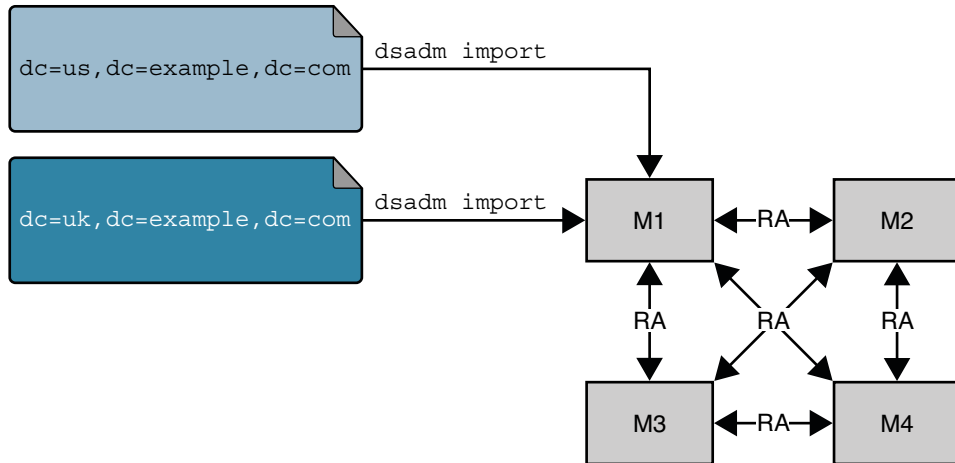 dsadm import
dc=us,dc=example,dc=com
dsadm import
dc=uk,dc=example,dc=com
M1
RA
M2
RA
RA
RA
M3
RA
M4